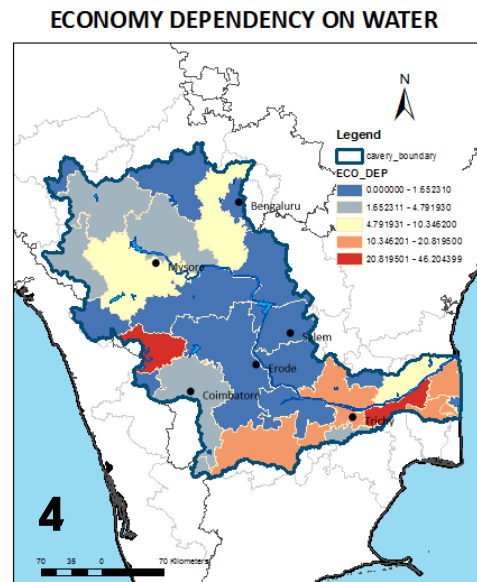 ECONOMY DEPENDENCY ON WATER
N
Legend
cavery_boundary
ECO_DEP
0.000000 - 1.652310
1.652311 - 4.791930
4.791931 - 10.346200
10.346201 - 20.819500
20.819501 - 46.204399
Bengaluru
Mysore
Salem
Erode
Coimbatore
Trichy
4
70 35 0 70 Kilometers